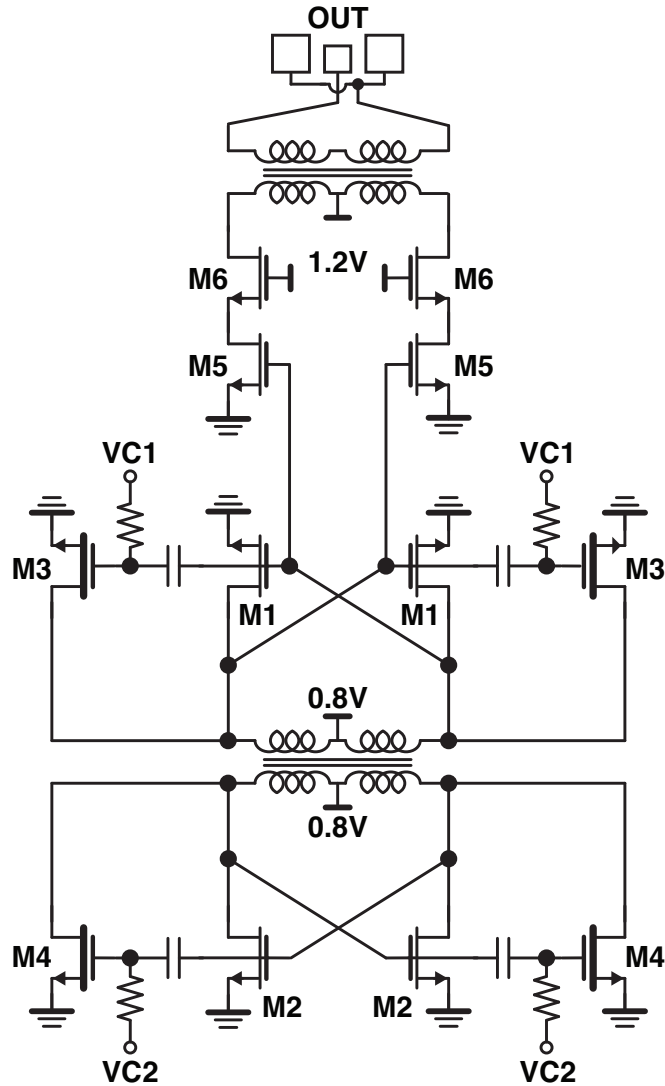 OUT
1.2V
M6 M6
M5 M5
VC1 VC1
M3 M3
M1 M1
0.8V
0.8V
M4 M4
M2 M2
VC2 VC2